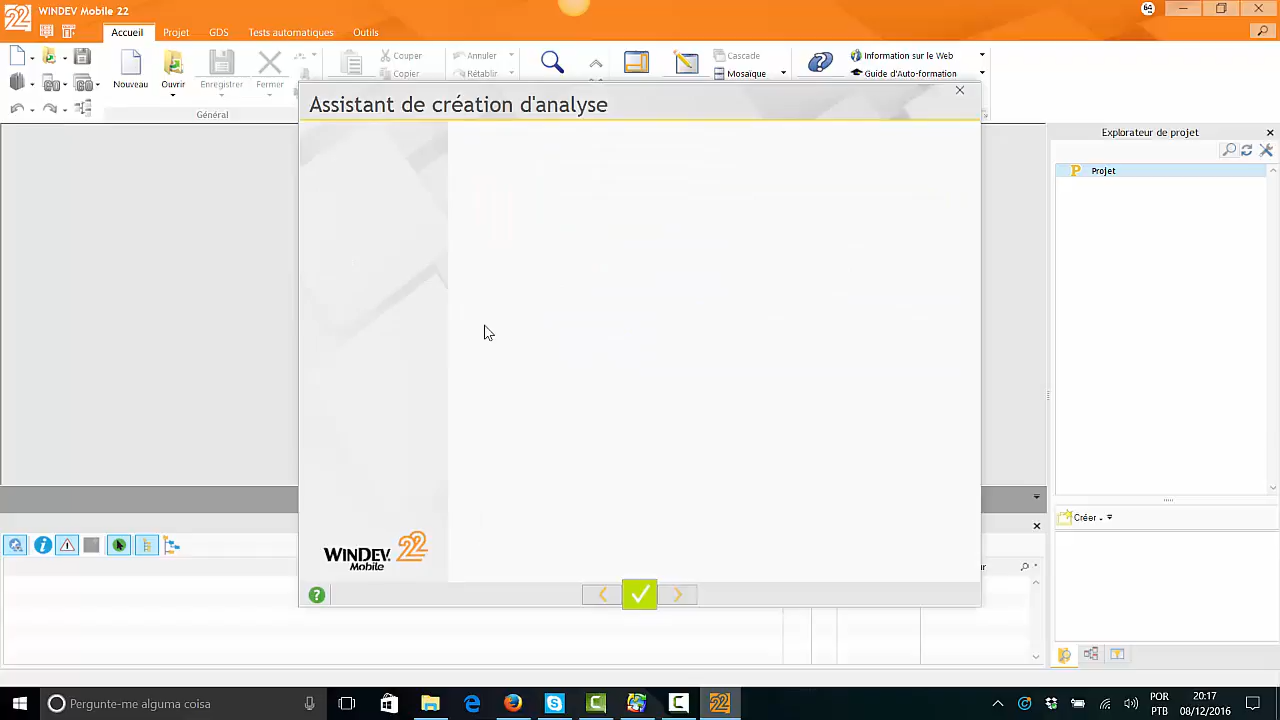 WINDEV Mobile 22
64
Accueil Projet GDS Tests automatiques Outils
Nouveau Ouvrir Enregistrer Fermer
Couper
Copier
Annuler
Rétablir
Cascade
Mosaïque
Information sur le Web
Guide d'Auto-formation
Général
Assistant de création d'analyse
Explorateur de projet
P Projet
Créer
WINDEV 22
Mobile
ur
Pergunte-me alguma coisa
POR
PTB
20:17
08/12/2016